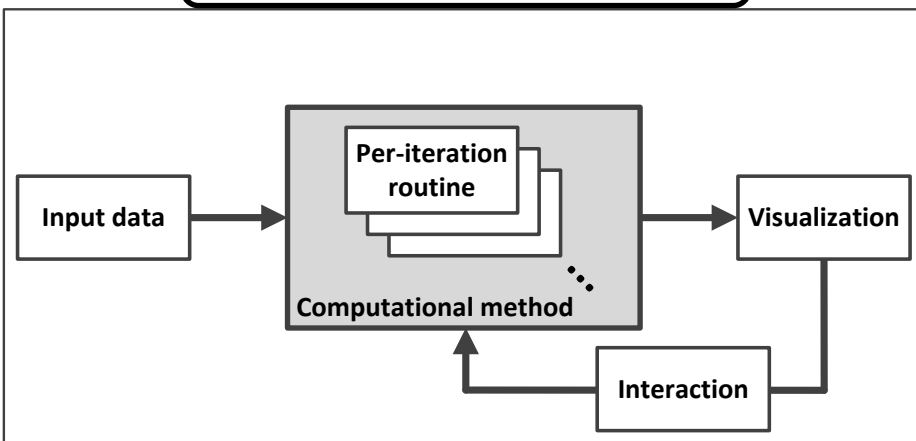 Per-iteration
routine
Input data
Visualization
Computational method
Interaction